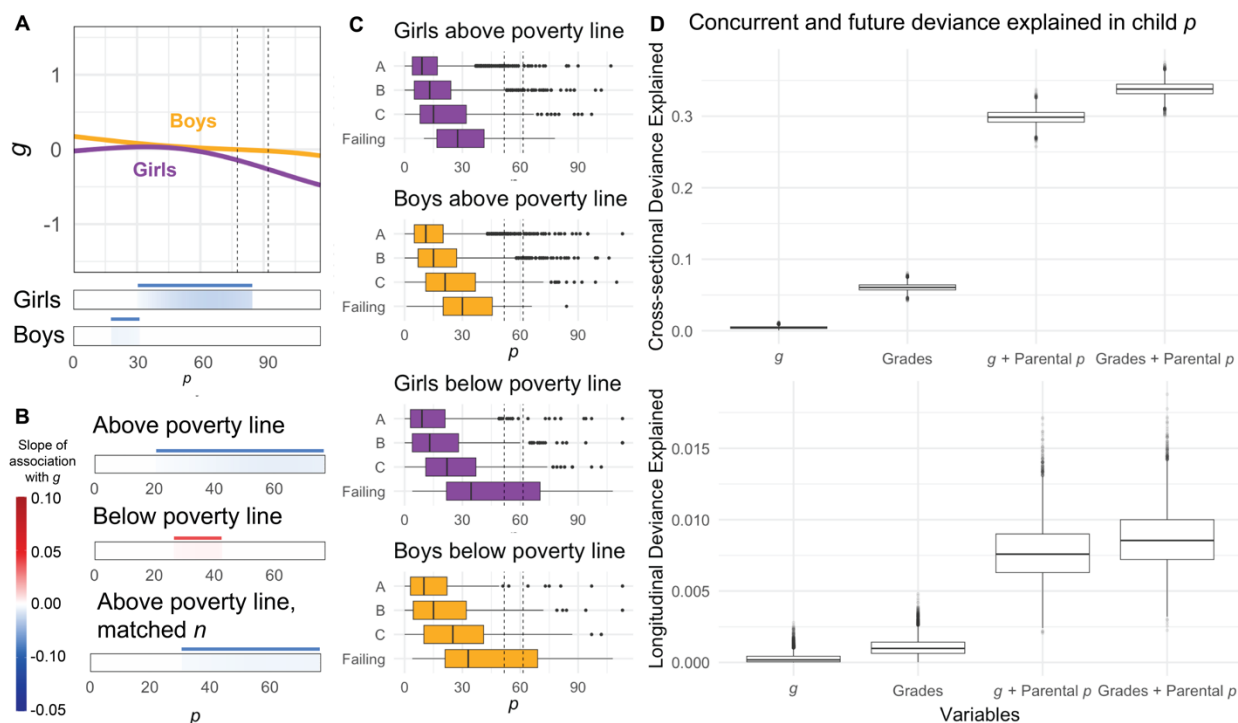 A
1
0
-1
g
Boys
Girls
Girls
Boys
0
30
60
90
p
B
Slope of
association
with g
0.10
0.05
0.00
-0.10
-0.05
Above poverty line
0
20
40
60
Below poverty line
0
20
40
60
Above poverty line,
matched n
0
20
40
60
p
C
Girls above poverty line
A
B
C
Failing
0
30
60
90
Boys above poverty line
A
B
C
Failing
0
30
60
90
p
Girls below poverty line
A
B
C
Failing
0
30
60
90
Boys below poverty line
A
B
C
Failing
0
30
60
90
p
D
Concurrent and future deviance explained in child p
Cross-sectional Deviance Explained
0.3
0.2
0.1
0.0
g
Grades
g + Parental p
Grades + Parental p
Longitudinal Deviance Explained
0.015
0.010
0.005
0.000
g
Grades
g + Parental p
Grades + Parental p
Variables